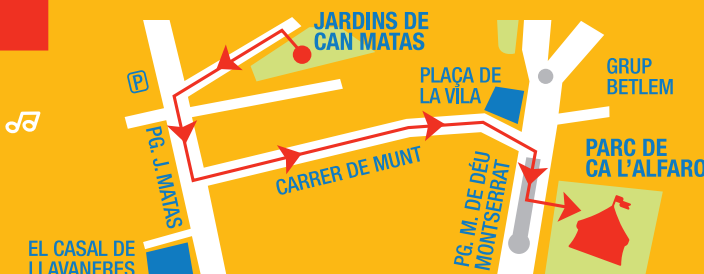 JARDINS DE
CAN MATAS
P
PLAÇA DE
LA VILA
GRUP
BETLEM
PG. J. MATAS
CARRER DE MUNT
PARC DE
CA L'ALFARO
PG. M. DE DÉU
MONTSERRAT
EL CASAL DE
LLAVANERES